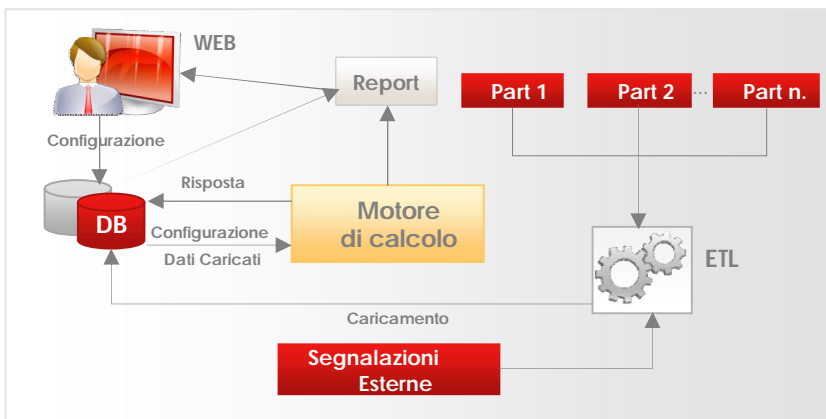 WEB
Report
Part 1
Part 2
...
Part n.
Configurazione
Risposta
DB
Configurazione
Dati Caricati
Motore
di calcolo
ETL
Caricamento
Segnalazioni
Esterne